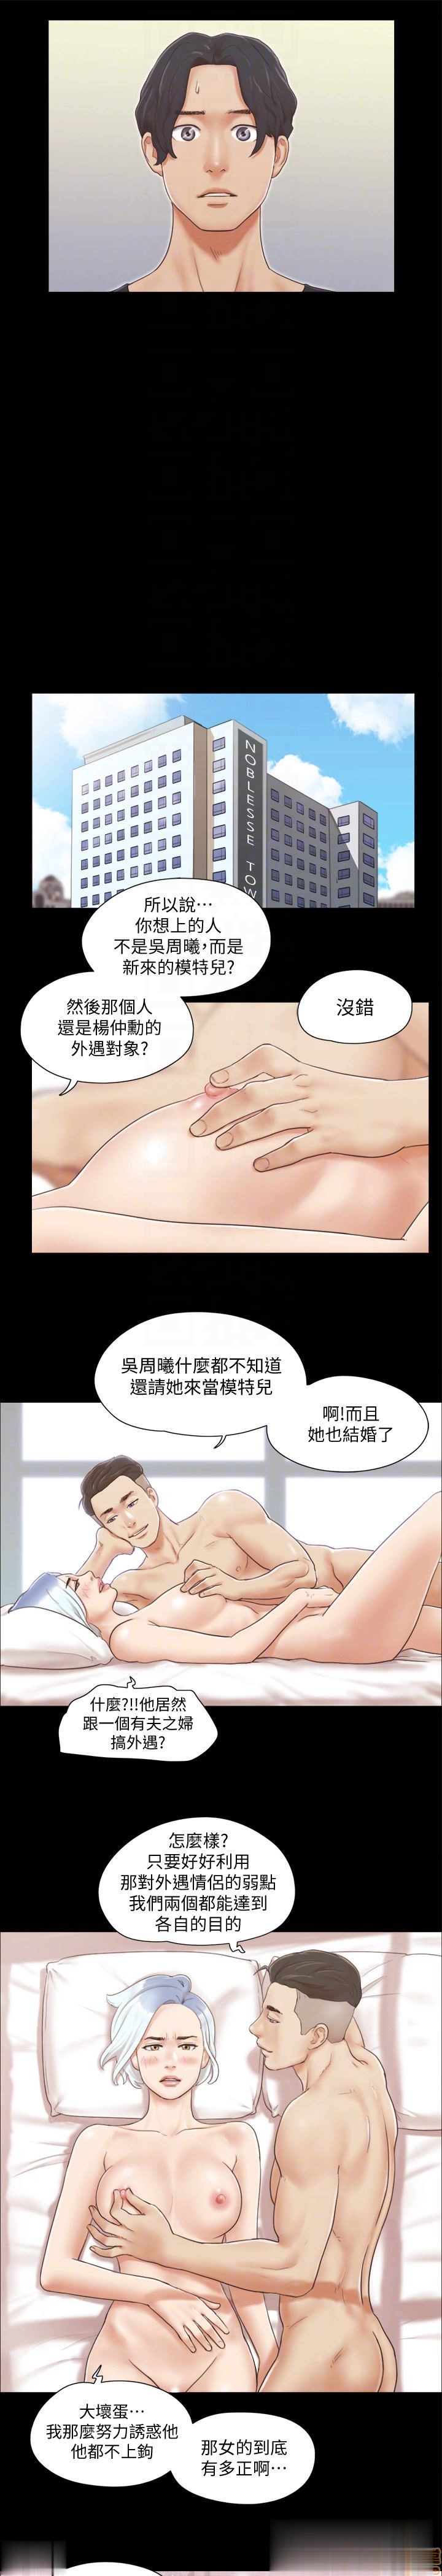 NOBLESSE TOW
所以說⋯
你想上的人
不是吳周曦,而是
新來的模特兒?
然後那個人
還是楊仲勳的
外遇對象?
沒錯
吳周曦什麼都不知道
還請她來當模特兒
啊!而且
她也結婚了
什麼?!!他居然
跟一個有夫之婦
搞外遇?
怎麼樣?
只要好好利用
那對外遇情侶的弱點
我們兩個都能達到
各自的目的
大壞蛋⋯
我那麼努力誘惑他
他都不上鉤
那女的到底
有多正啊⋯